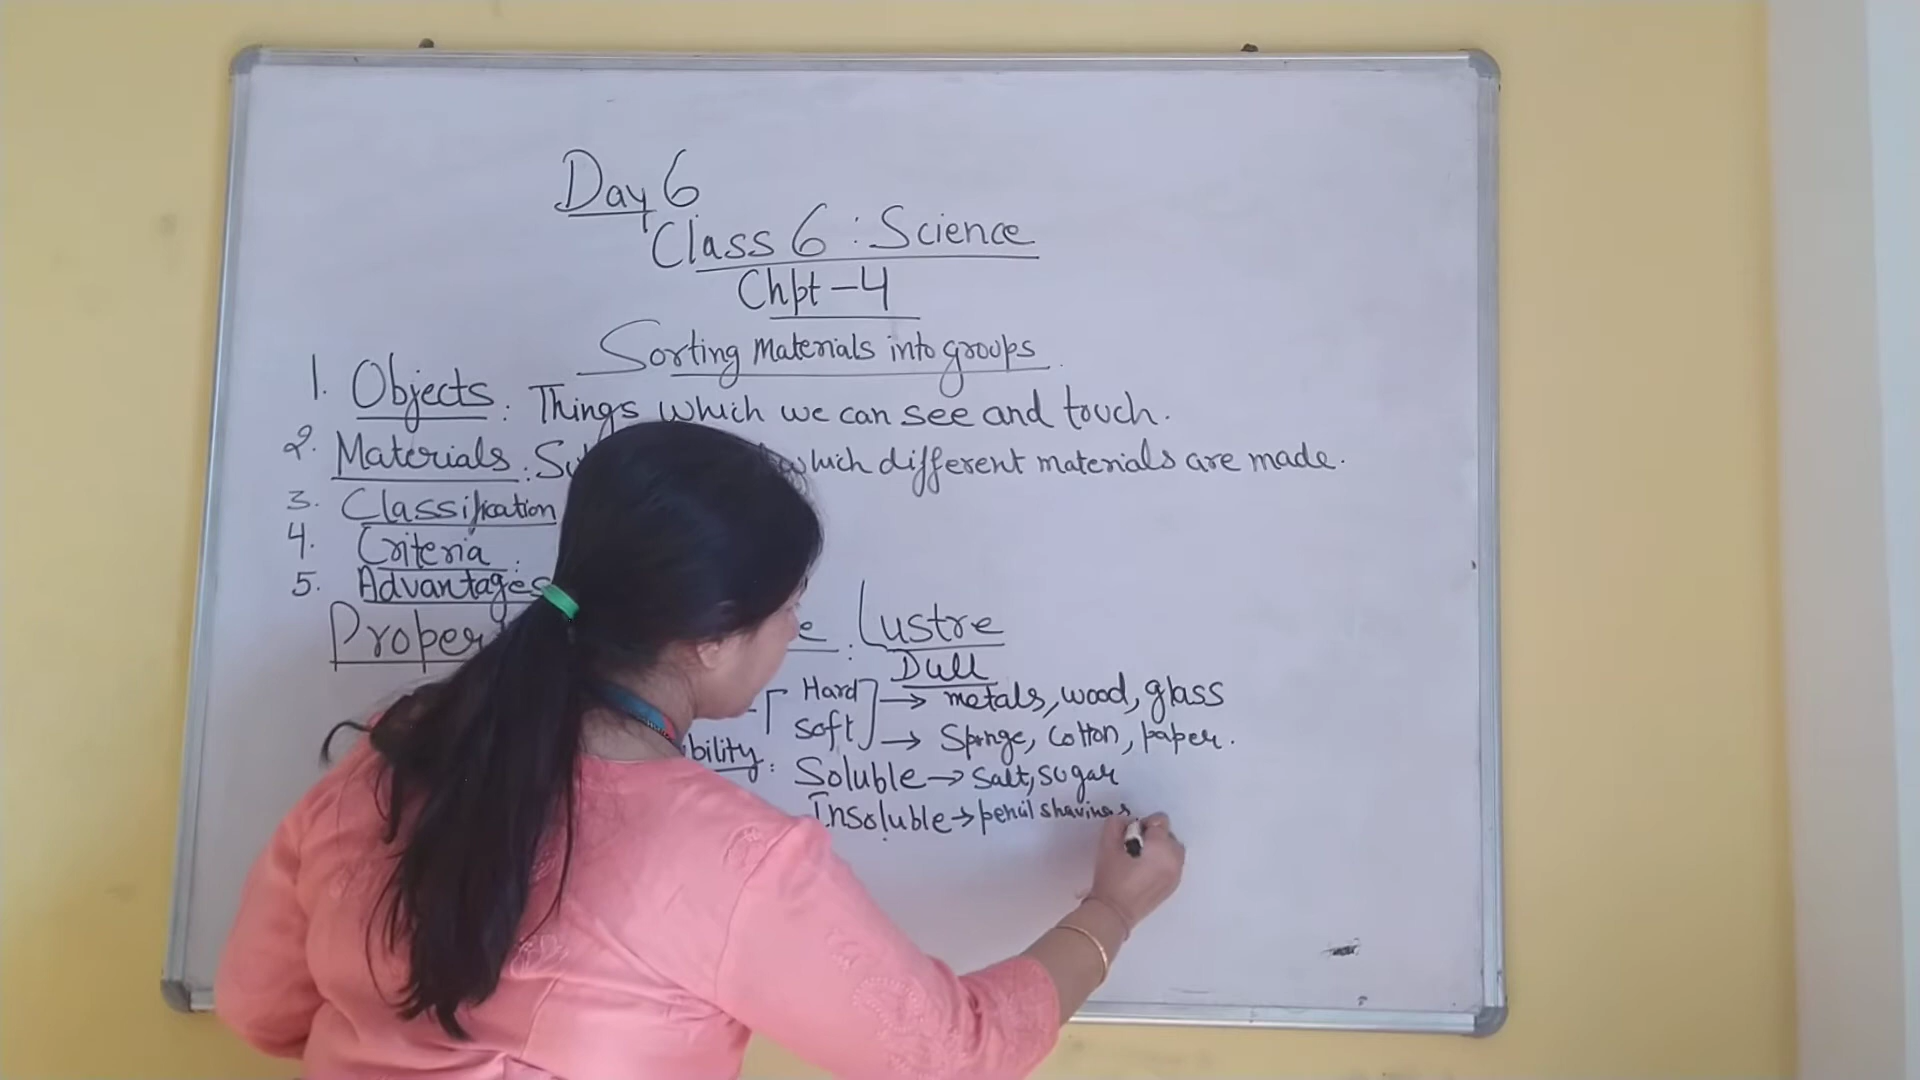 Day 6
Class 6 : Science
Chpt-4
Sorting Materials into groups
1. Objects : Things which we can see and touch.
2. Materials : which different materials are made.
3. Classification
4. Criteria :
5. Advantages
: Lustre
Dull
Hard → metals, wood, glass
Soft → Sponge, cotton, paper.
: Soluble → Salt, sugar
Insoluble → pencil shavings